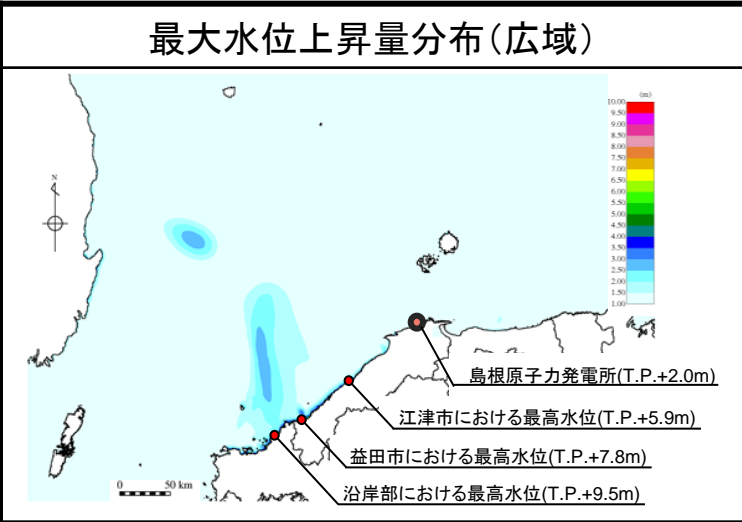 最大水位上昇量分布(広域)
(m)
10.00
9.50
9.00
8.50
8.00
7.50
7.00
6.50
6.00
5.50
5.00
4.50
4.00
3.50
3.00
2.50
2.00
1.50
1.00
N
島根原子力発電所(T.P.+2.0m)
江津市における最高水位(T.P.+5.9m)
益田市における最高水位(T.P.+7.8m)
沿岸部における最高水位(T.P.+9.5m)
0 50 km